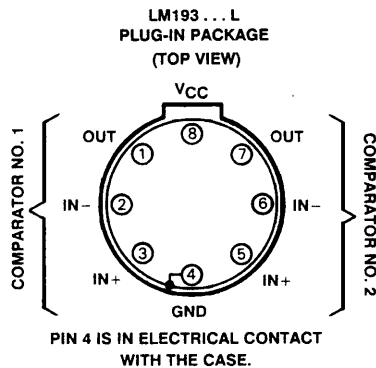 LM193 . . . L
PLUG-IN PACKAGE
(TOP VIEW)
VCC
COMPARATOR NO. 1
OUT
8
OUT
1
7
IN-
2
6
IN-
3
5
IN+
4
IN+
GND
COMPARATOR NO. 2
PIN 4 IS IN ELECTRICAL CONTACT
WITH THE CASE.